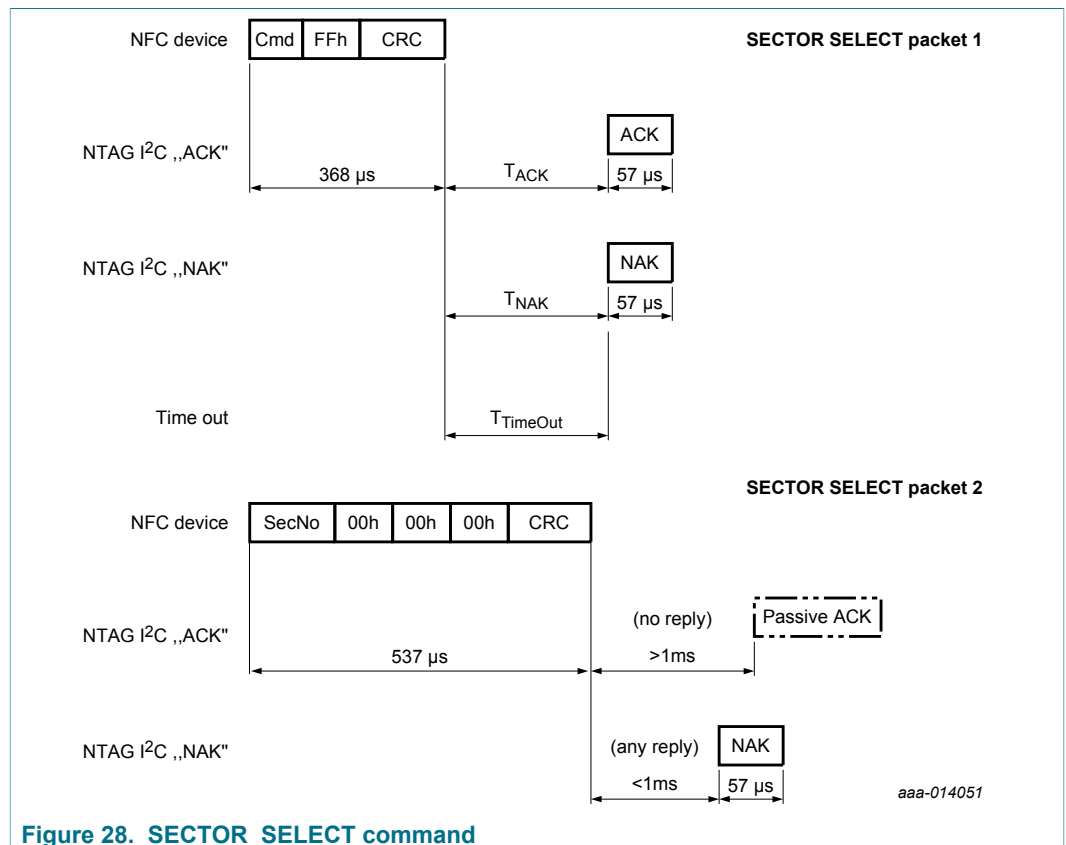 NFC device Cmd FFh CRC SECTOR SELECT packet 1
NTAG I2C ,,ACK" ACK
368 µs TACK 57 µs
NTAG I2C ,,NAK" NAK
TNAK 57 µs
Time out TTimeOut
SECTOR SELECT packet 2
NFC device SecNo 00h 00h 00h CRC
NTAG I2C ,,ACK" (no reply) Passive ACK
537 µs >1ms
NTAG I2C ,,NAK" (any reply) NAK
<1ms 57 µs
aaa-014051
Figure 28. SECTOR_SELECT command